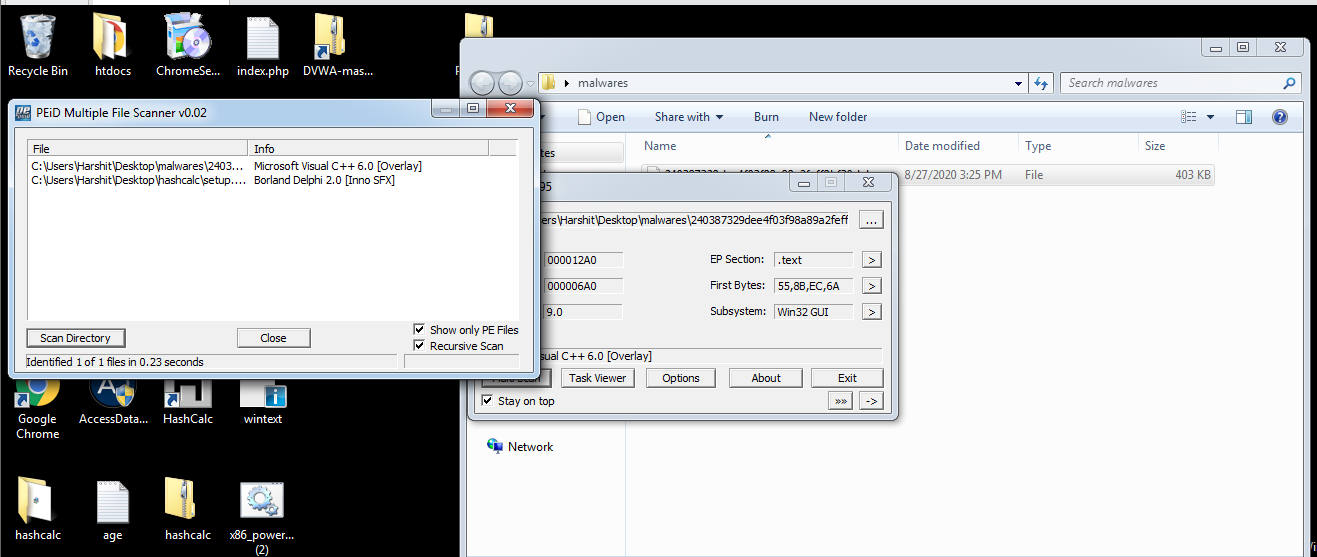 Recycle Bin
htdocs
ChromeSe...
index.php
DVWA-mas...
PEiD Multiple File Scanner v0.02
File Info
C:\Users\Harshit\Desktop\malwares\2403... Microsoft Visual C++ 6.0 [Overlay]
C:\Users\Harshit\Desktop\hashcalc\setup.... Borland Delphi 2.0 [Inno SFX]
Scan Directory
Close
Show only PE Files
Recursive Scan
Identified 1 of 1 files in 0.23 seconds
malwares
Search malwares
Open
Share with
Burn
New folder
Name
Date modified
Type
Size
8/27/2020 3:25 PM
File
403 KB
95
ers\Harshit\Desktop\malwares\240387329dee4f03f98a89a2feff
...
000012A0
EP Section: .text >
000006A0
First Bytes: 55,8B,EC,6A >
9.0
Subsystem: Win32 GUI >
sual C++ 6.0 [Overlay]
Task Viewer
Options
About
Exit
Stay on top
»»
->
Network
Google Chrome
AccessData...
HashCalc
wintext
hashcalc
age
hashcalc
x86_power...
(2)